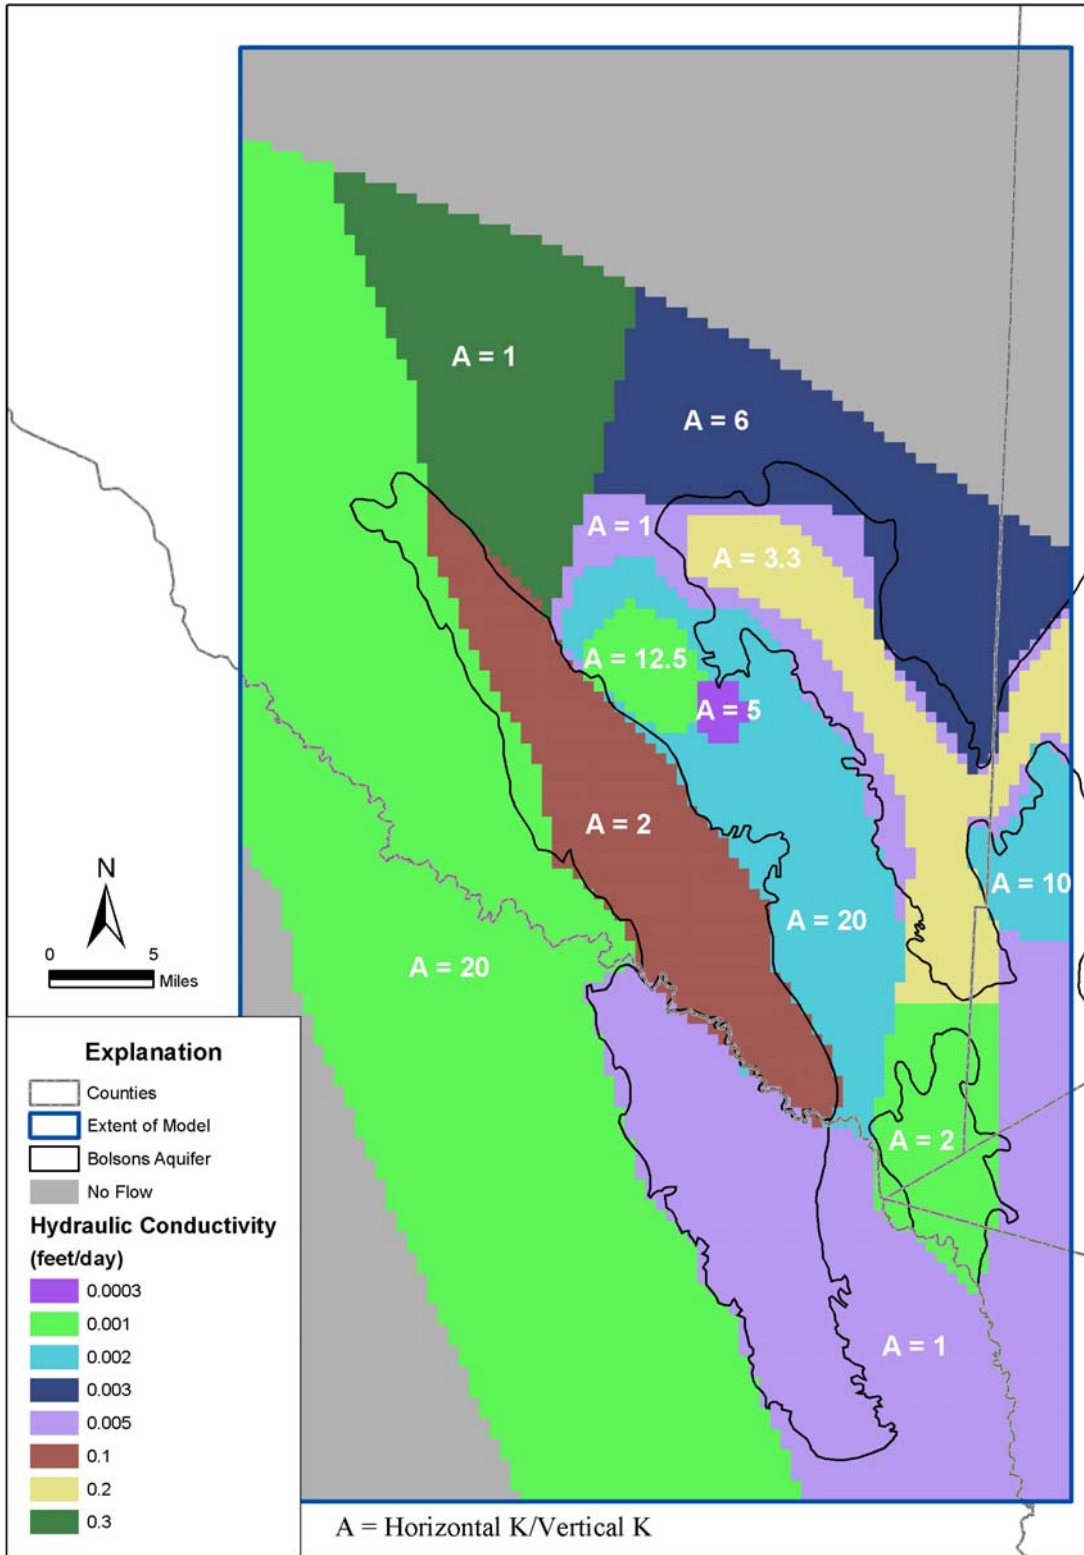 A = 1
A = 6
A = 1
A = 3.3
A = 12.5
A = 5
A = 2
A = 10
A = 20
A = 20
A = 2
A = 1
N
0 5
Miles
Explanation
Counties
Extent of Model
Bolsons Aquifer
No Flow
Hydraulic Conductivity
(feet/day)
0.0003
0.001
0.002
0.003
0.005
0.1
0.2
0.3
A = Horizontal K/Vertical K